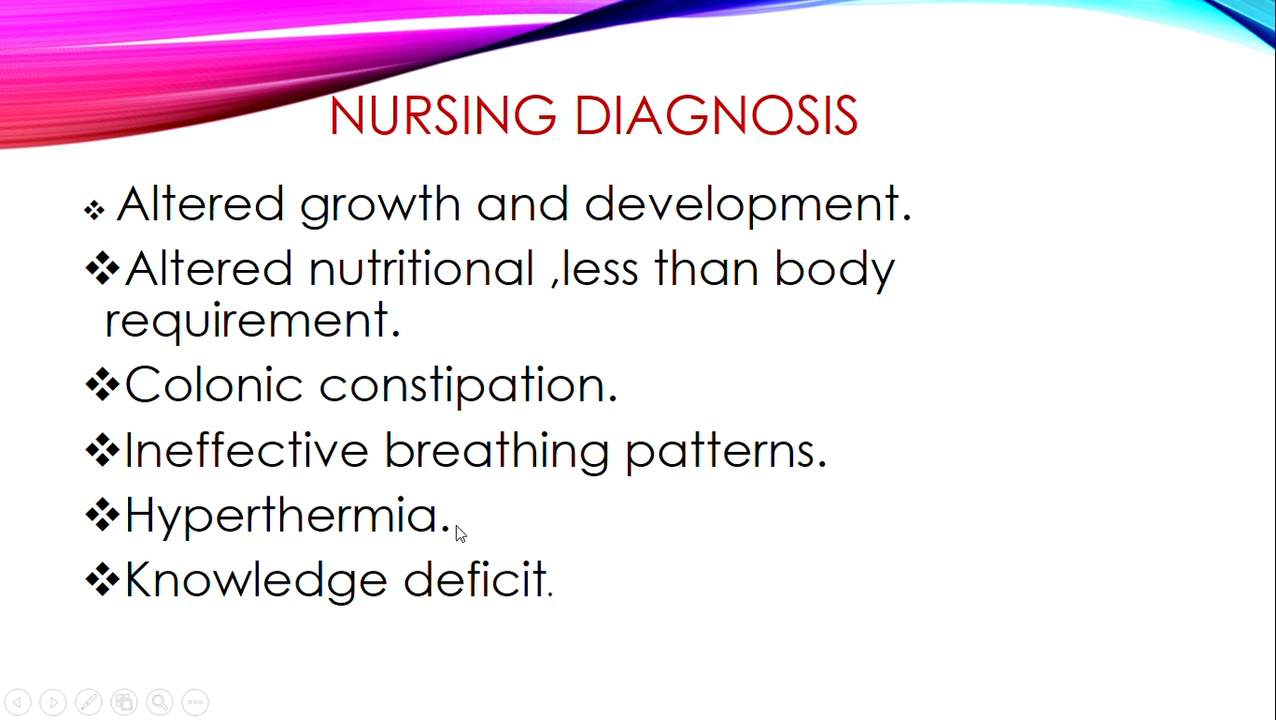 NURSING DIAGNOSIS
❖ Altered growth and development.
❖Altered nutritional ,less than body
requirement.
❖Colonic constipation.
❖Ineffective breathing patterns.
❖Hyperthermia.
❖Knowledge deficit.